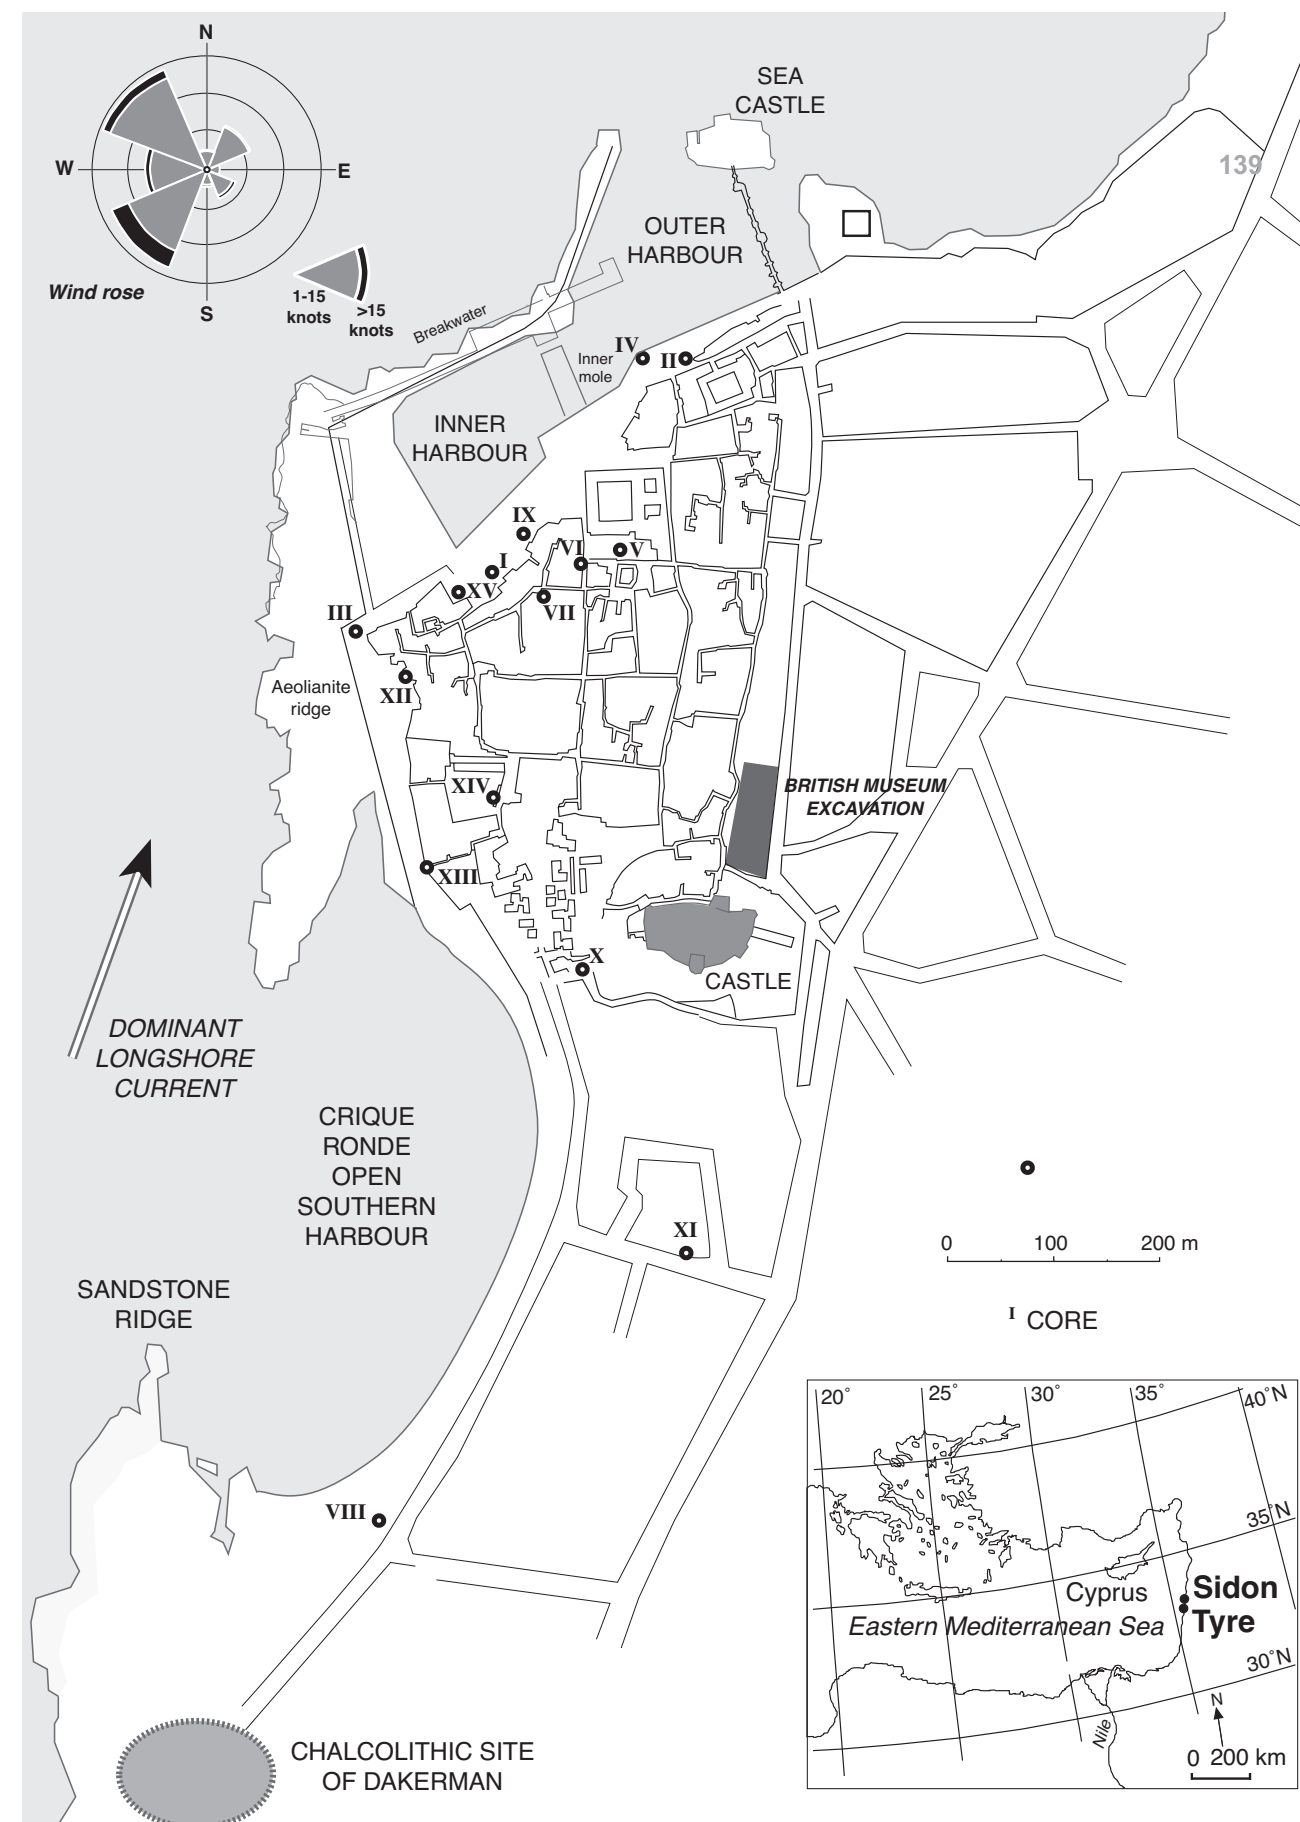 N
W
E
S
Wind rose
1-15
knots
>15
knots
SEA
CASTLE
139
OUTER
HARBOUR
Breakwater
IV
II
Inner
mole
INNER
HARBOUR
IX
VI
V
I
XV
VII
III
XII
Aeolianite
ridge
XIV
BRITISH MUSEUM
EXCAVATION
XIII
X
CASTLE
DOMINANT
LONGSHORE
CURRENT
CRIQUE
RONDE
OPEN
SOUTHERN
HARBOUR
XI
0 100 200 m
SANDSTONE
RIDGE
I CORE
VIII
20° 25° 30° 35° 40°N
35°N
Cyprus
Sidon
Tyre
Eastern Mediterranean Sea
30°N
N
Nile
0 200 km
CHALCOLITHIC SITE
OF DAKERMAN